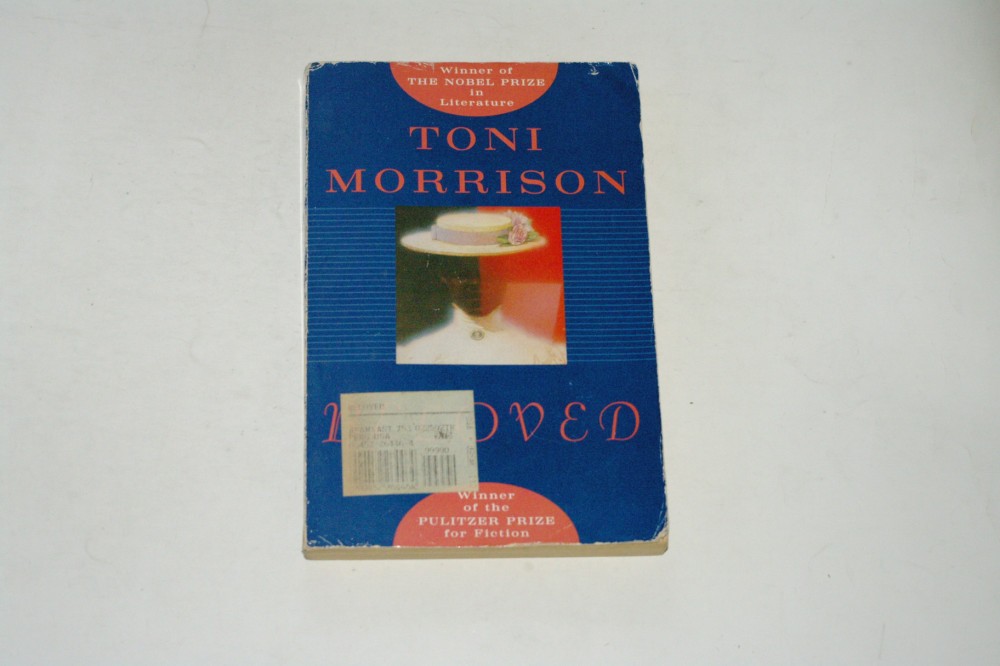 Winner of
THE NOBEL PRIZE
in
Literature
TONI
MORRISON
OVED
Winner
of the
PULITZER PRIZE
for Fiction